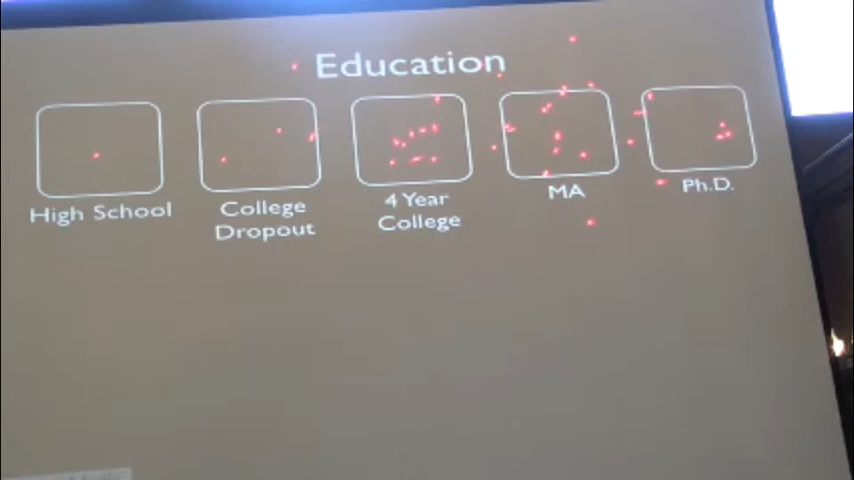 Education
High School
College
Dropout
4 Year
College
MA
Ph.D.